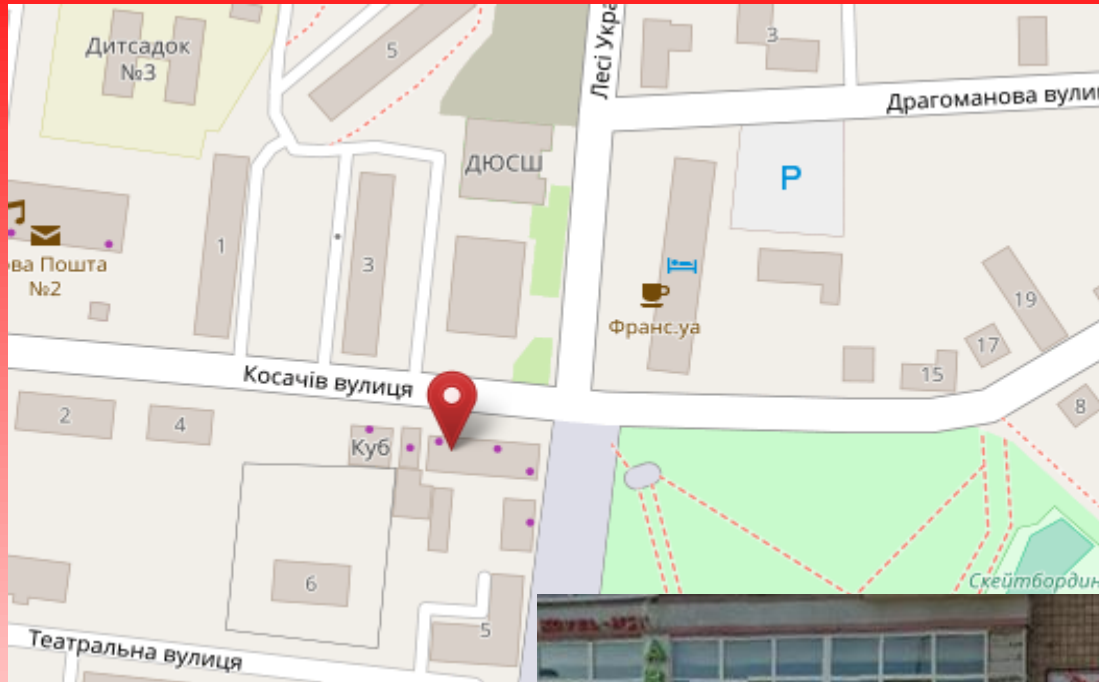 Дитсадок
№3
5
Лесі Укра
3
Драгоманова вули
ДЮСШ
P
ова Пошта
№2
1
3
Франс.уа
19
17
15
8
Косачів вулиця
2
4
Куб
6
5
Скейтбордин
Театральна вулиця